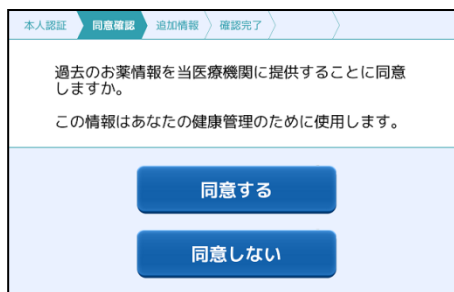 本人認証 同意確認 追加情報 確認完了
過去のお薬情報を当医療機関に提供することに同意
しますか。
この情報はあなたの健康管理のために使用します。
同意する
同意しない